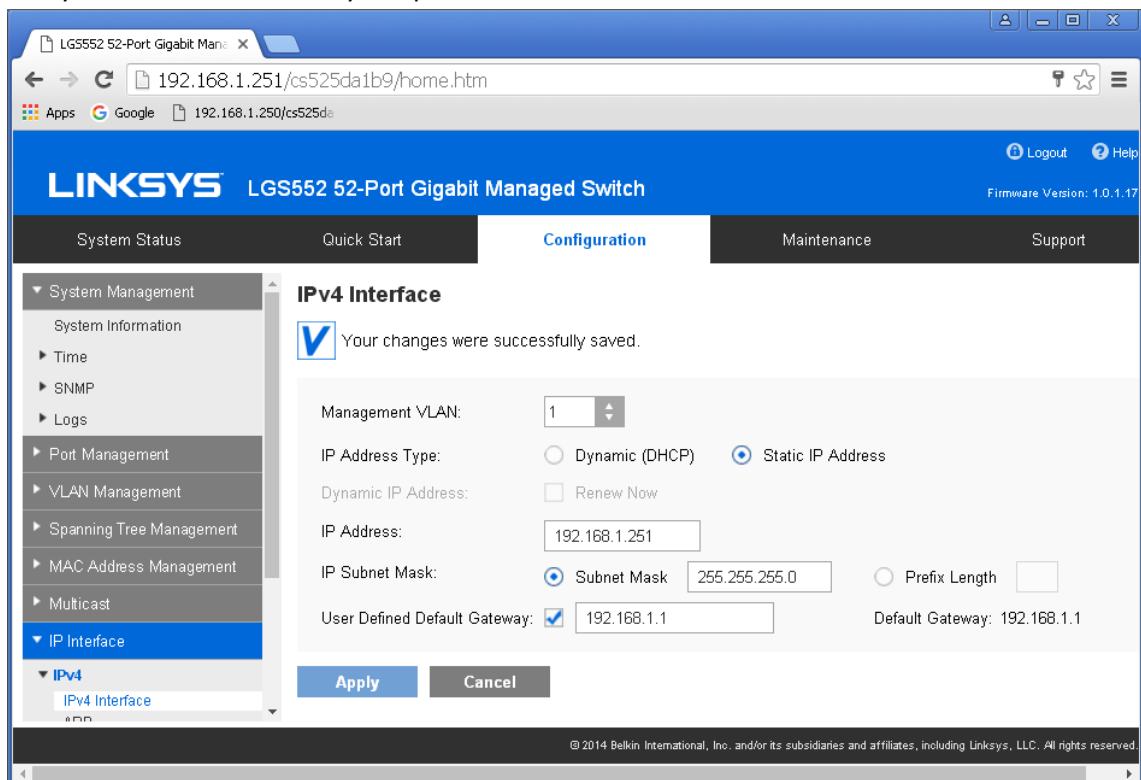 LGS552 52-Port Gigabit Mana
192.168.1.251/cs525da1b9/home.htm
Apps Google 192.168.1.250/cs525da
Logout Help
LINKSYS LGS552 52-Port Gigabit Managed Switch
Firmware Version: 1.0.1.17
System Status Quick Start Configuration Maintenance Support
System Management
System Information
Time
SNMP
Logs
Port Management
VLAN Management
Spanning Tree Management
MAC Address Management
Multicast
IP Interface
IPv4
IPv4 Interface
IPv4 Interface
Your changes were successfully saved.
Management VLAN: 1
IP Address Type: Dynamic (DHCP) Static IP Address
Dynamic IP Address: Renew Now
IP Address: 192.168.1.251
IP Subnet Mask: Subnet Mask 255.255.255.0 Prefix Length
User Defined Default Gateway: 192.168.1.1 Default Gateway: 192.168.1.1
Apply Cancel
© 2014 Belkin International, Inc. and/or its subsidiaries and affiliates, including Linksys, LLC. All rights reserved.